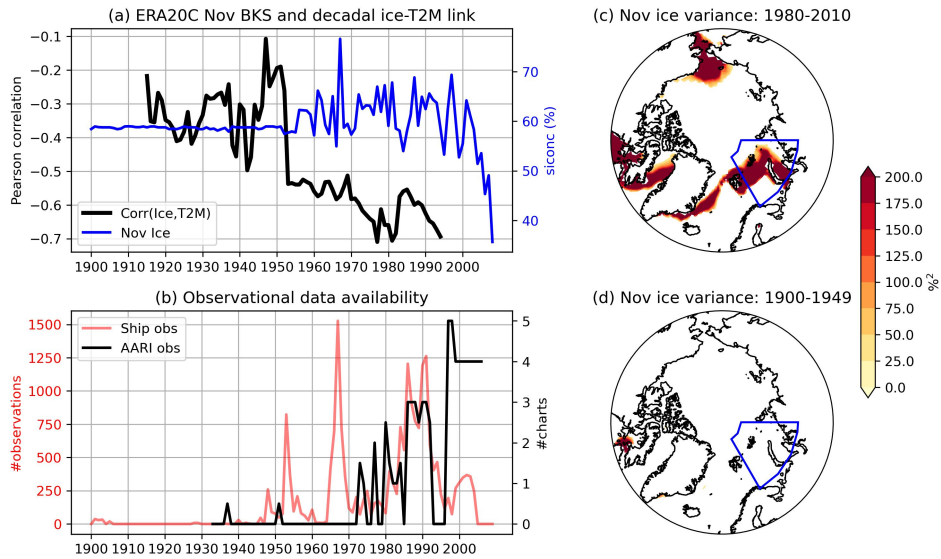 (a) ERA20C Nov BKS and decadal ice-T2M link
−0.1
−0.2
−0.3
−0.4
−0.5
−0.6
−0.7
Pearson correlation
70
60
50
40
siconc (%)
Corr(Ice,T2M)
Nov Ice
1900 1910 1920 1930 1940 1950 1960 1970 1980 1990 2000
(b) Observational data availability
1500
1250
1000
750
500
250
0
#observations
5
4
3
2
1
0
#charts
Ship obs
AARI obs
1900 1910 1920 1930 1940 1950 1960 1970 1980 1990 2000
(c) Nov ice variance: 1980-2010
(d) Nov ice variance: 1900-1949
200.0
175.0
150.0
125.0
100.0
75.0
50.0
25.0
0.0
%²